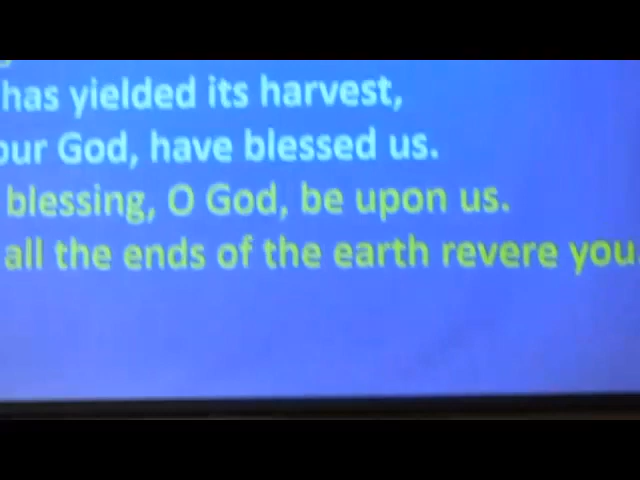 has yielded its harvest,
our God, have blessed us.
blessing, O God, be upon us.
all the ends of the earth revere you.